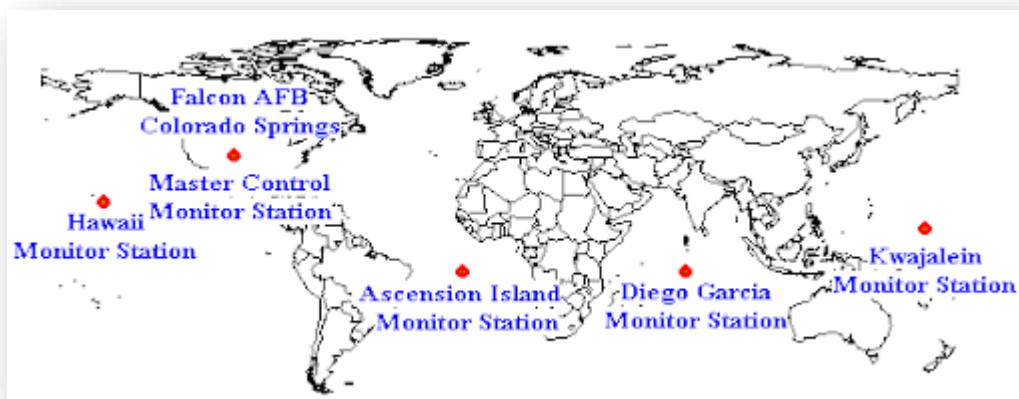 Falcon AFB
Colorado Springs
Master Control
Monitor Station
Hawaii
Monitor Station
Ascension Island
Monitor Station
Diego Garcia
Monitor Station
Kwajalein
Monitor Station